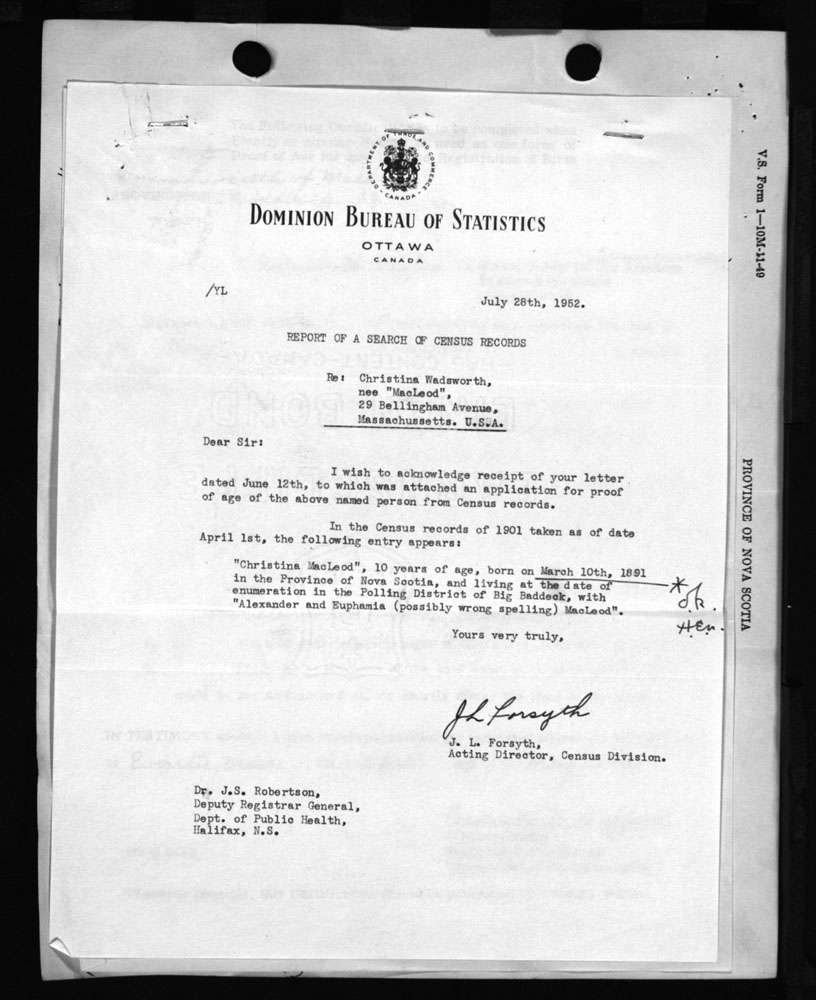 DEPARTMENT OF TRADE AND COMMERCE
CANADA
DOMINION BUREAU OF STATISTICS
OTTAWA
CANADA
/YL
July 28th, 1952.
REPORT OF A SEARCH OF CENSUS RECORDS
Re: Christina Wadsworth,
nee "MacLeod",
29 Bellingham Avenue,
Massachussetts. U.S.A.
Dear Sir:
I wish to acknowledge receipt of your letter
dated June 12th, to which was attached an application for proof
of age of the above named person from Census records.
In the Census records of 1901 taken as of date
April 1st, the following entry appears:
"Christina MacLeod", 10 years of age, born on March 10th, 1891
in the Province of Nova Scotia, and living at the date of
enumeration in the Polling District of Big Baddeck, with
"Alexander and Euphamia (possibly wrong spelling) MacLeod".
* O.K.
Yours very truly,
J L Forsyth
J. L. Forsyth,
Acting Director, Census Division.
Dr. J.S. Robertson,
Deputy Registrar General,
Dept. of Public Health,
Halifax, N.S.
V.S. Form 1—10M-11-49
PROVINCE OF NOVA SCOTIA